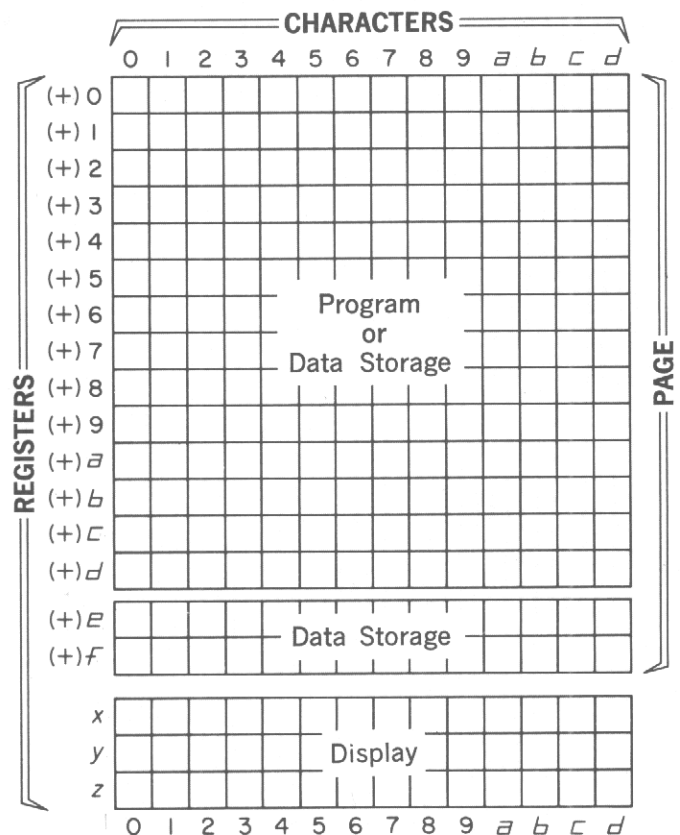 CHARACTERS
0 1 2 3 4 5 6 7 8 9 a b c d
REGISTERS
(+) 0
(+) 1
(+) 2
(+) 3
(+) 4
(+) 5
(+) 6
(+) 7
(+) 8
(+) 9
(+) a
(+) b
(+) c
(+) d
Program
or
Data Storage
PAGE
(+) e
(+) f
Data Storage
x
y
z
Display
0 1 2 3 4 5 6 7 8 9 a b c d